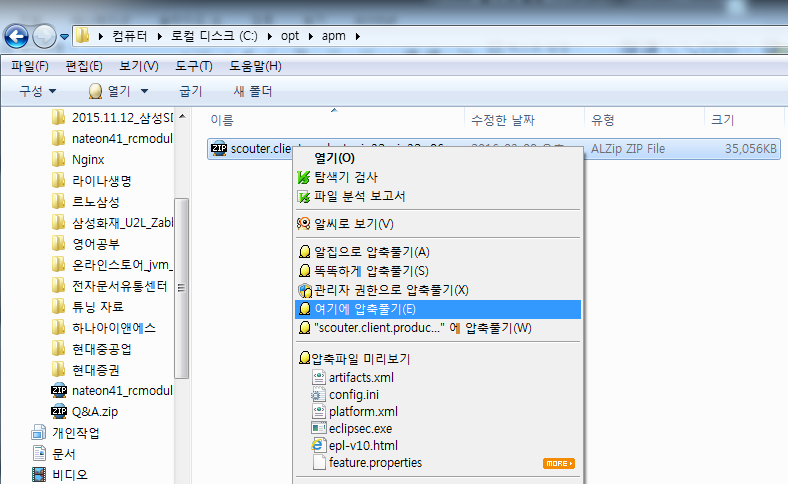 컴퓨터 ▸ 로컬 디스크 (C:) ▸ opt ▸ apm ▸
파일(F) 편집(E) 보기(V) 도구(T) 도움말(H)
구성 열기 굽기 새 폴더
이름 수정한 날짜 유형 크기
2015.11.12_삼성SD
nateon41_rcmodul
Nginx
라이나생명
르노삼성
삼성화재_U2L_Zabl
영어공부
온라인스토어_jvm_
전자문서유통센터
튜닝 자료
하나아이앤에스
현대중공업
현대증권
nateon41_rcmodul
Q&A.zip
개인작업
문서
비디오
ZIP scouter.client ALZip ZIP File 35,056KB
열기(O)
탐색기 검사
파일 분석 보고서
알씨로 보기(V)
알집으로 압축풀기(A)
똑똑하게 압축풀기(S)
관리자 권한으로 압축풀기(X)
여기에 압축풀기(E)
"scouter.client.produc..." 에 압축풀기(W)
압축파일 미리보기
artifacts.xml
config.ini
platform.xml
eclipsec.exe
epl-v10.html
feature.properties
MORE